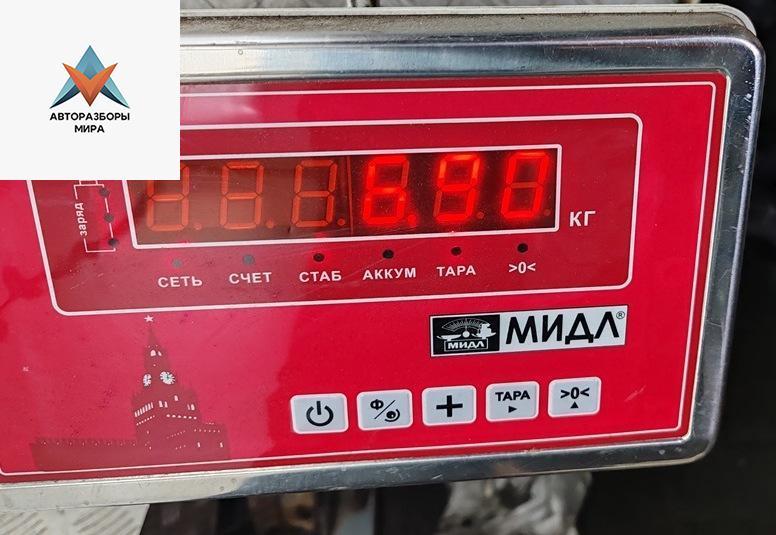 АВТОРАЗБОРЫ
МИРА
заряд
КГ
СЕТЬ СЧЕТ СТАБ АККУМ ТАРА >0<
МИДЛ МИДЛ®
Ф/ + ТАРА >0<